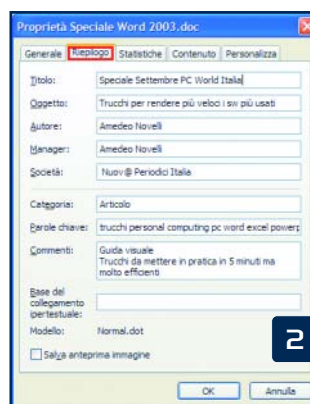 Proprietà Speciale Word 2003.doc
Generale Riepilogo Statistiche Contenuto Personalizza
Titolo: Speciale Settembre PC World Italia
Oggetto: Trucchi per rendere più veloci i sw più usati
Autore: Amedeo Novelli
Manager: Amedeo Novelli
Società: Nuov@ Periodici Italia
Categoria: Articolo
Parole chiave: trucchi personal computing pc word excel powerp
Commenti: Guida visuale
Trucchi da mettere in pratica in 5 minuti ma
molto efficienti
Base del
collegamento
ipertestuale:
Modello: Normal.dot
Salva anteprima immagine
2
OK Annulla